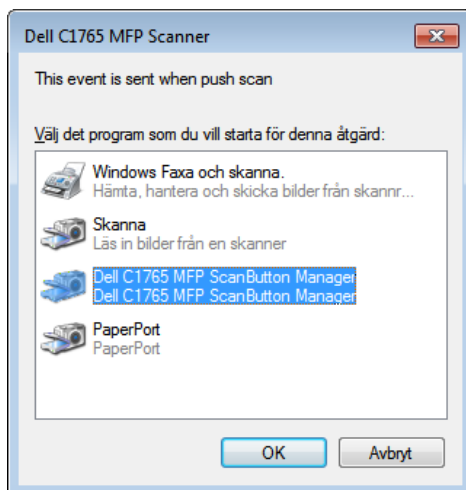 Dell C1765 MFP Scanner
This event is sent when push scan
Välj det program som du vill starta för denna åtgärd:
Windows Faxa och skanna.
Hämta, hantera och skicka bilder från skannr...
Skanna
Läs in bilder från en skanner
Dell C1765 MFP ScanButton Manager
Dell C1765 MFP ScanButton Manager
PaperPort
PaperPort
OK
Avbryt